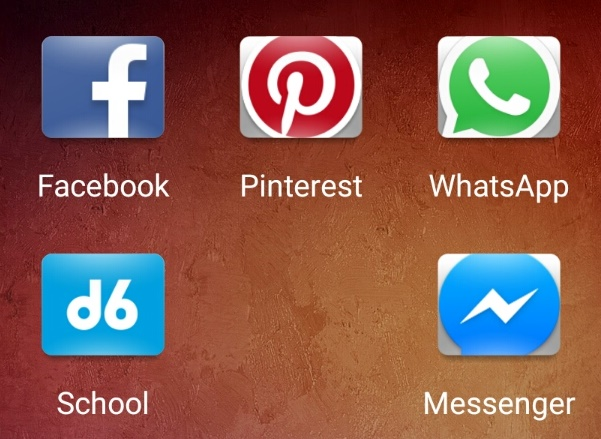 Facebook
Pinterest
WhatsApp
d6
School
Messenger